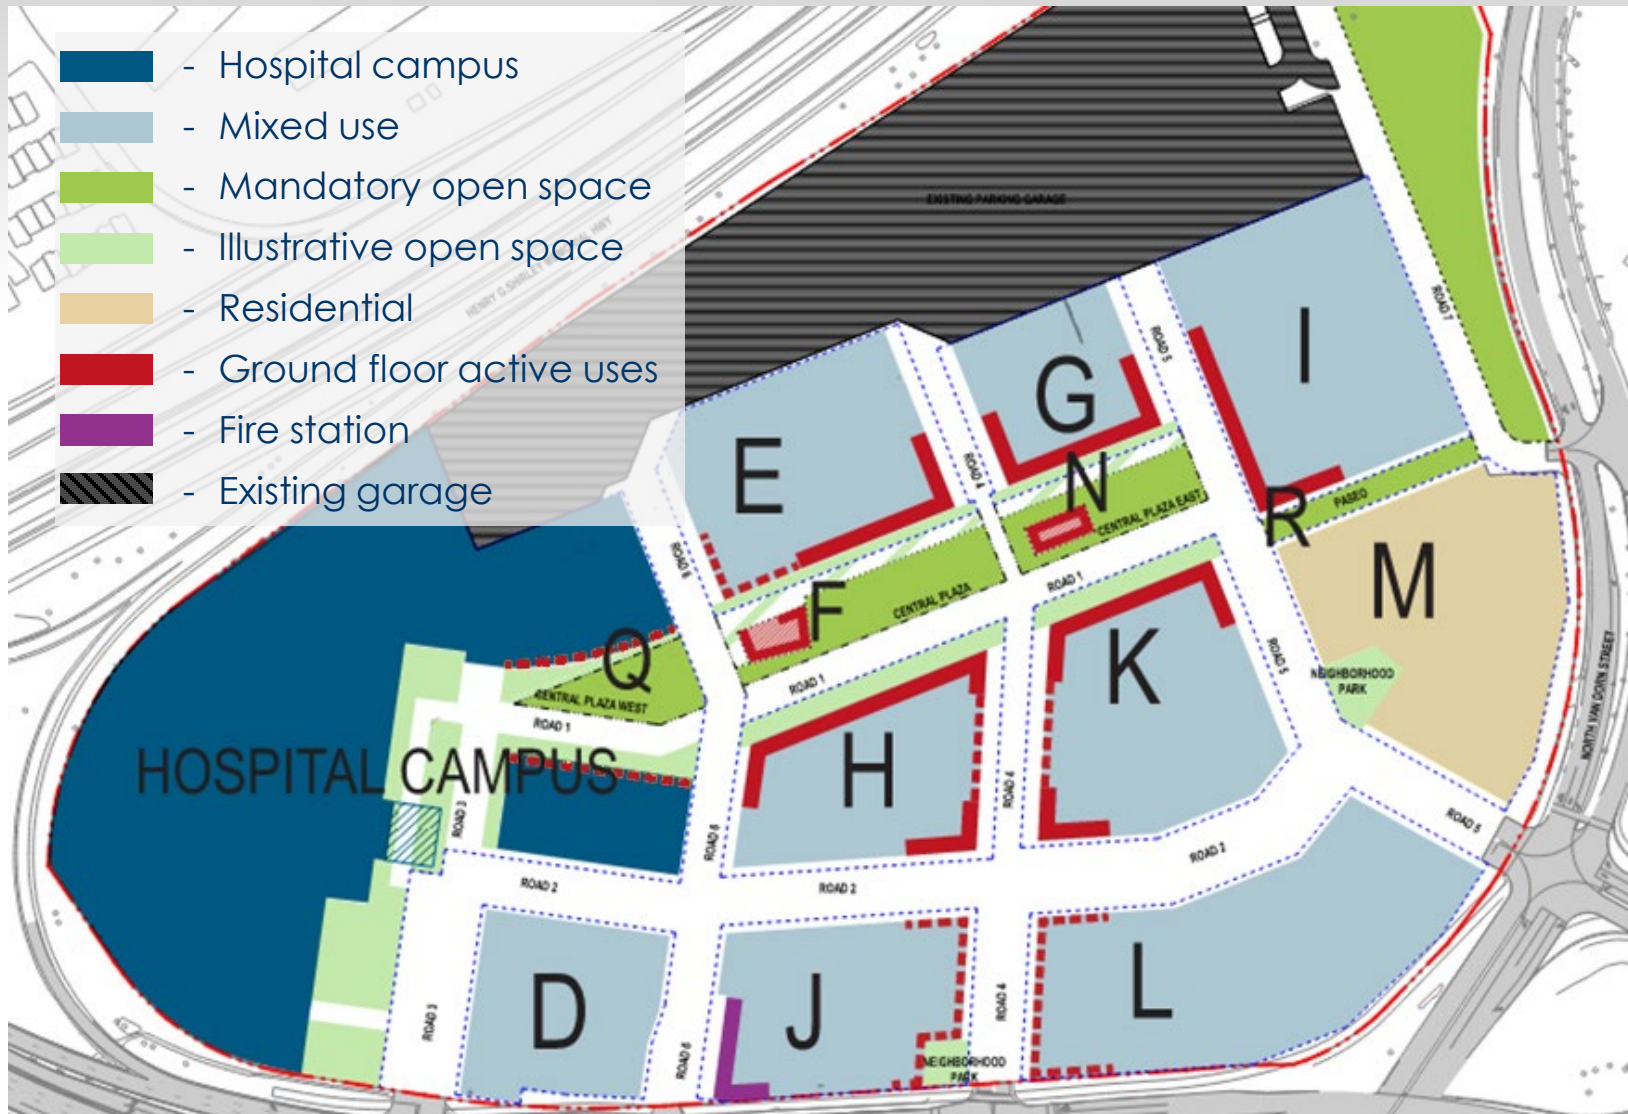 - Hospital campus
- Mixed use
- Mandatory open space
- Illustrative open space
- Residential
- Ground floor active uses
- Fire station
- Existing garage
HENRY G.SHIRLEY MEMORIAL HWY
EXISTING PARKING GARAGE
ROAD 7
ROAD 5
I
G
E
ROAD 4
N
CENTRAL PLAZA EAST
R
PASEO
ROAD 6
F
CENTRAL PLAZA
ROAD 1
M
K
Q
CENTRAL PLAZA WEST
ROAD 1
ROAD 1
ROAD 5
NEIGHBORHOOD
PARK
NORTH VAN DORN STREET
HOSPITAL CAMPUS
H
ROAD 3
ROAD 6
ROAD 4
ROAD 5
ROAD 2
ROAD 2
ROAD 2
D
J
L
ROAD 3
ROAD 6
ROAD 4
NEIGHBORHOOD
PARK